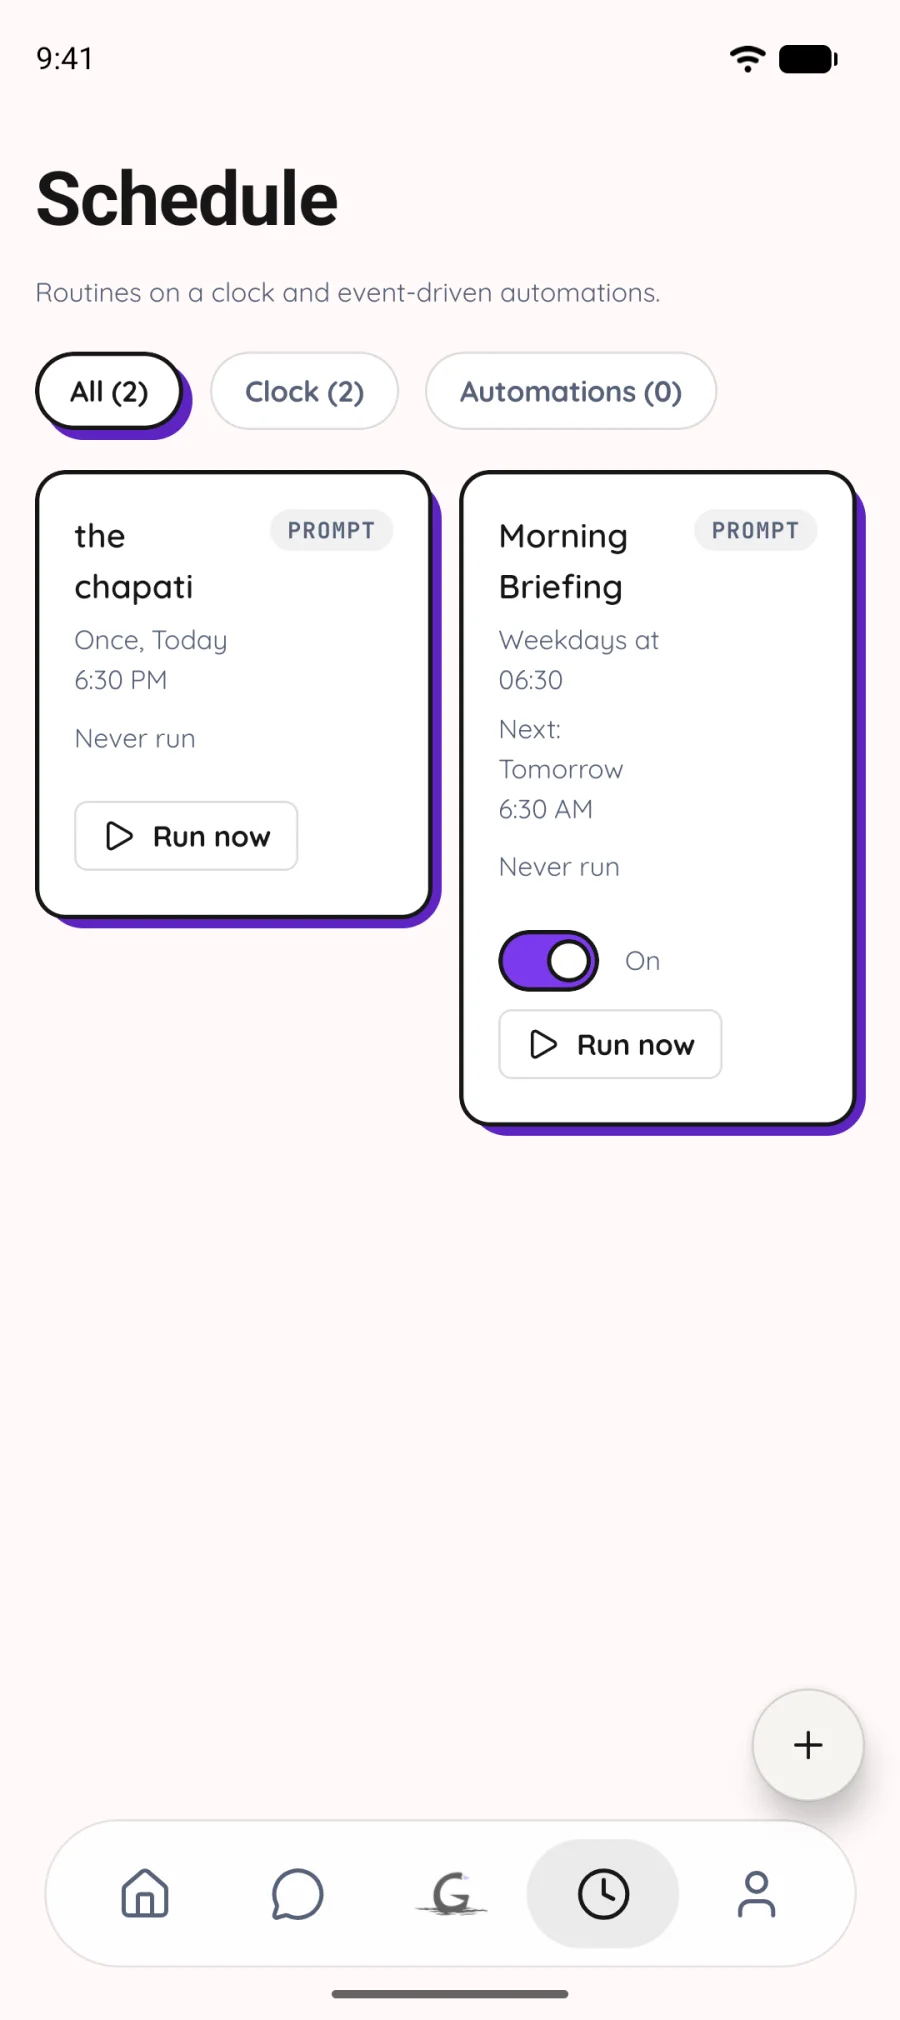 9:41
Schedule
Routines on a clock and event-driven automations.
All (2)
Clock (2)
Automations (0)
the
chapati
PROMPT
Once, Today
6:30 PM
Never run
Run now
Morning
Briefing
PROMPT
Weekdays at
06:30
Next:
Tomorrow
6:30 AM
Never run
On
Run now
G